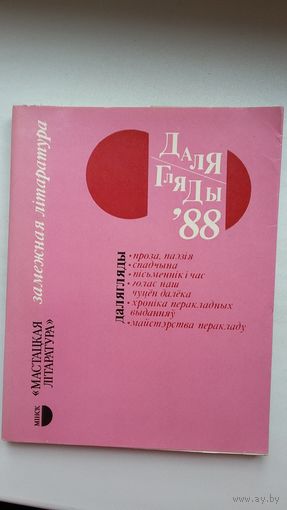 ДАЛЯ
ГЛЯДЫ
'88
ДАЛЯГЛЯДЫ
• проза, паэзія
• спадчына
• пісьменнік і час
• голас наш
чуцён далёка
• хроніка перакладных
выданняў
• майстэрства перакладу
замежная літаратура
МІНСК
«МАСТАЦКАЯ
ЛІТАРАТУРА»
www.ay.by